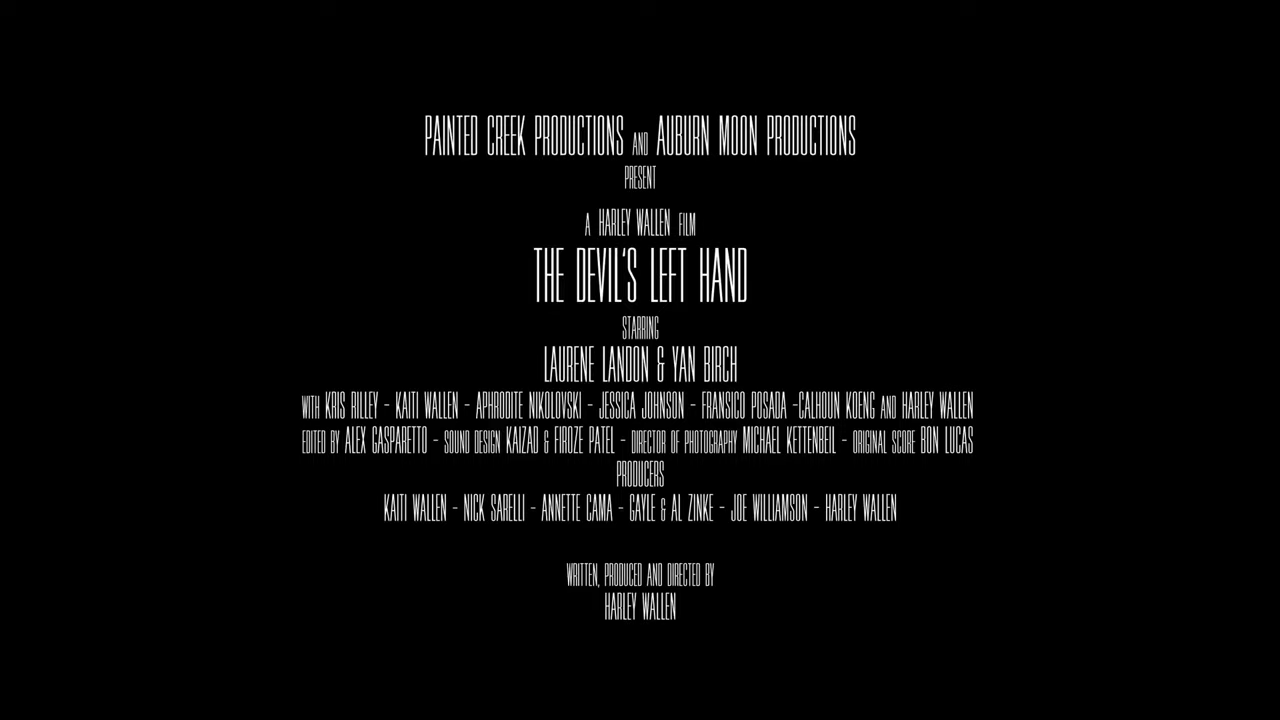 PAINTED CREEK PRODUCTIONS AND AUBURN MOON PRODUCTIONS
PRESENT
A HARLEY WALLEN FILM
THE DEVIL'S LEFT HAND
STARRING
LAURENE LANDON & YAN BIRCH
WITH KRIS RILLEY - KAITI WALLEN - APHRODITE NIKOLOVSKI - JESSICA JOHNSON - FRANSICO POSADA -CALHOUN KOENG AND HARLEY WALLEN
EDITED BY ALEX GASPARETTO - SOUND DESIGN KAIZAD & FIROZE PATEL - DIRECTOR OF PHOTOGRAPHY MICHAEL KETTENBEIL - ORIGINAL SCORE BON LUCAS
PRODUCERS
KAITI WALLEN - NICK SARELLI - ANNETTE CAMA - GAYLE & AL ZINKE - JOE WILLIAMSON - HARLEY WALLEN
WRITTEN, PRODUCED AND DIRECTED BY
HARLEY WALLEN